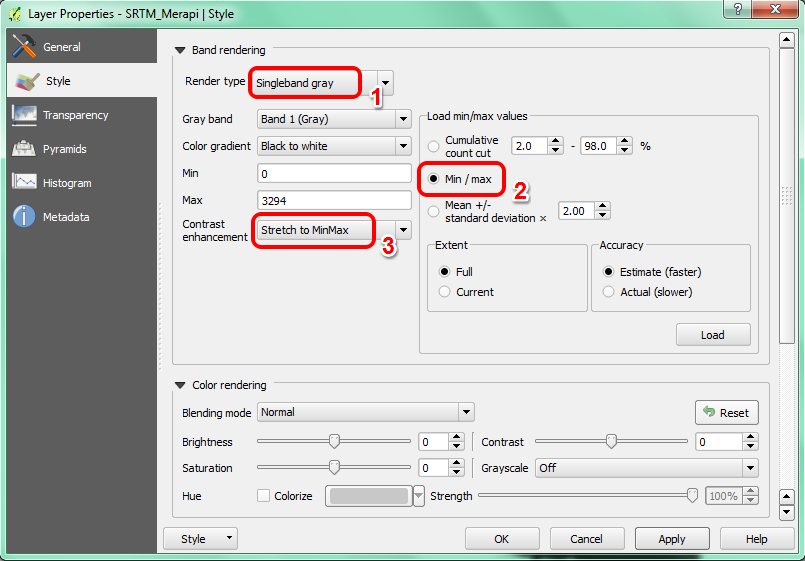 Layer Properties - SRTM_Merapi | Style
General
Style
Transparency
Pyramids
Histogram
Metadata
Band rendering
Render type Singleband gray
1
Gray band Band 1 (Gray)
Color gradient Black to white
Min 0
Max 3294
Contrast
enhancement Stretch to MinMax
3
Load min/max values
Cumulative
count cut 2.0 - 98.0 %
Min / max
2
Mean +/-
standard deviation × 2.00
Extent
Full
Current
Accuracy
Estimate (faster)
Actual (slower)
Load
Color rendering
Blending mode Normal Reset
Brightness 0 Contrast 0
Saturation 0 Grayscale Off
Hue Colorize Strength 100%
Style OK Cancel Apply Help